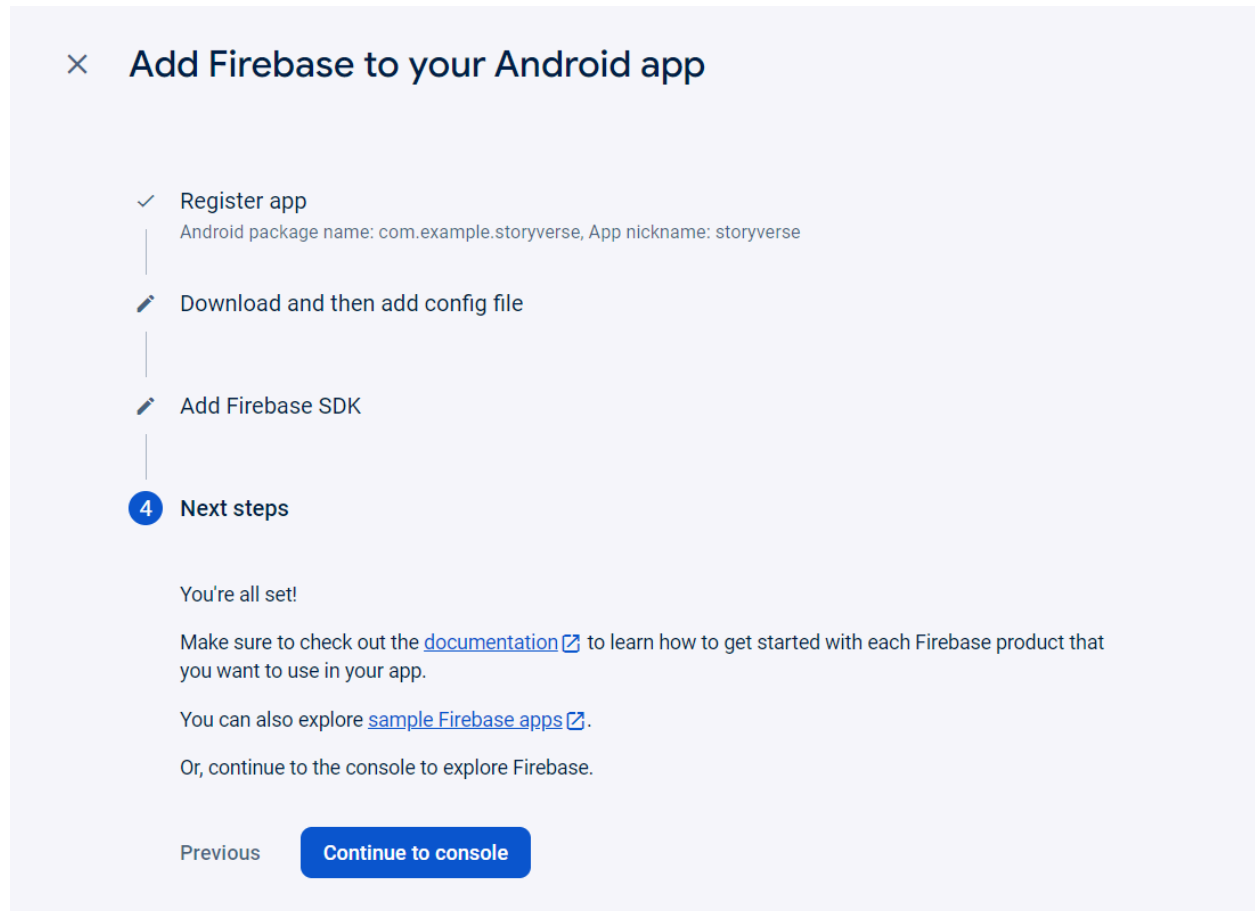 Add Firebase to your Android app
Register app
Android package name: com.example.storyverse, App nickname: storyverse
Download and then add config file
Add Firebase SDK
4 Next steps
You're all set!
Make sure to check out the documentation to learn how to get started with each Firebase product that
you want to use in your app.
You can also explore sample Firebase apps.
Or, continue to the console to explore Firebase.
Previous Continue to console